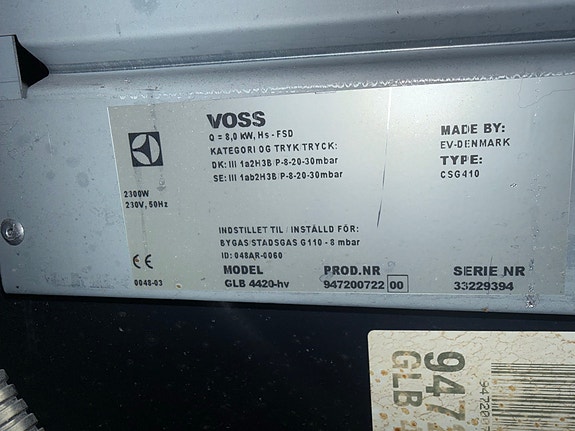 VOSS
Q = 8,0 kW, Hs - FSD
KATEGORI OG TRYK/TRYCK:
DK: III 1a2H3B/P-8-20-30mbar
SE: III 1ab2H3B/P-8-20-30mbar
MADE BY:
EV-DENMARK
TYPE:
CSG410
2300W
230V, 50Hz
INDSTILLET TIL / INSTÄLLD FÖR:
BYGAS/STADSGAS G110 - 8 mbar
ID: 048AR-0060
CE
0048-03
MODEL PROD.NR SERIE NR
GLB 4420-hv 947200722 00 33229394
947
GLB